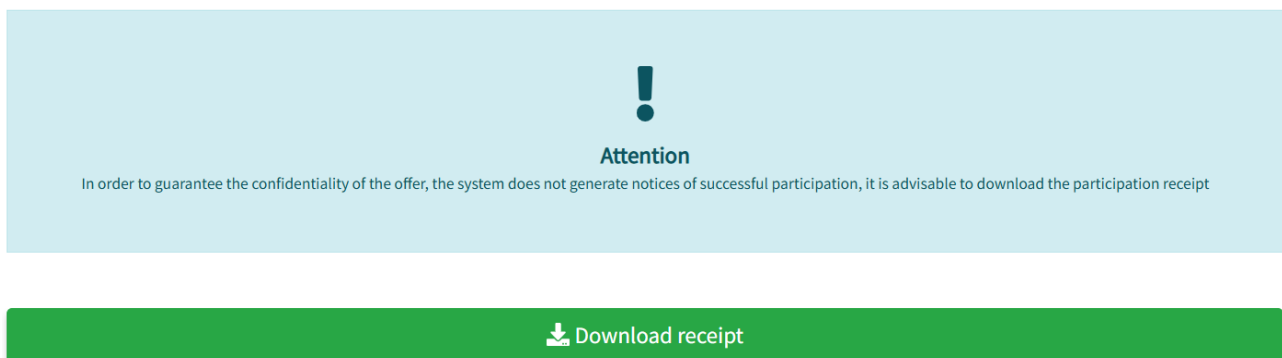 Attention
In order to guarantee the confidentiality of the offer, the system does not generate notices of successful participation, it is advisable to download the participation receipt
Download receipt